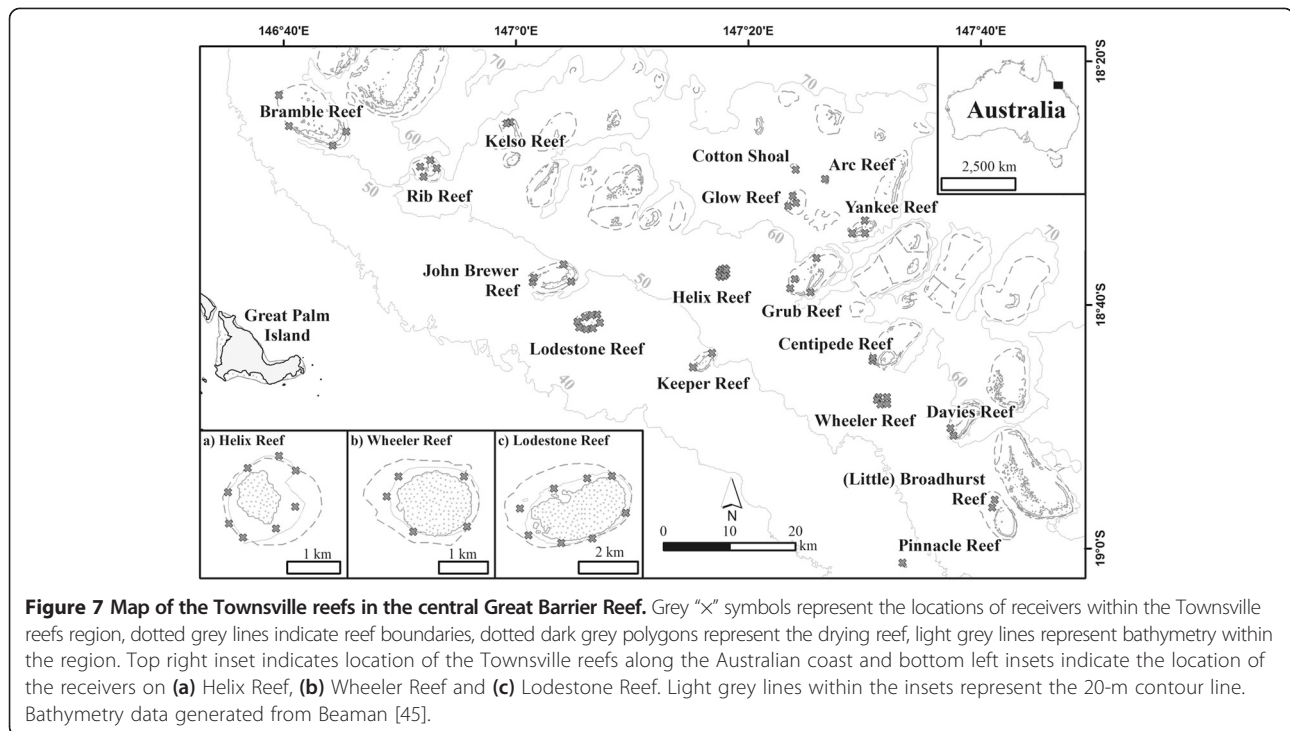 146°40'E 147°0'E 147°20'E 147°40'E
18°20'S
70
70
Australia
2,500 km
Bramble Reef
60
Kelso Reef
50
Rib Reef
Cotton Shoal
Arc Reef
Glow Reef
Yankee Reef
60
70
John Brewer
Reef
50
Helix Reef
Grub Reef
18°40'S
Great Palm
Island
Lodestone Reef
Centipede Reef
Keeper Reef
40
60
Wheeler Reef
Davies Reef
(Little) Broadhurst
Reef
Pinnacle Reef
19°0'S
a) Helix Reef
1 km
b) Wheeler Reef
1 km
c) Lodestone Reef
2 km
N
0 10 20
km
Figure 7 Map of the Townsville reefs in the central Great Barrier Reef. Grey “×” symbols represent the locations of receivers within the Townsville
reefs region, dotted grey lines indicate reef boundaries, dotted dark grey polygons represent the drying reef, light grey lines represent bathymetry within
the region. Top right inset indicates location of the Townsville reefs along the Australian coast and bottom left insets indicate the location of
the receivers on (a) Helix Reef, (b) Wheeler Reef and (c) Lodestone Reef. Light grey lines within the insets represent the 20-m contour line.
Bathymetry data generated from Beaman [45].